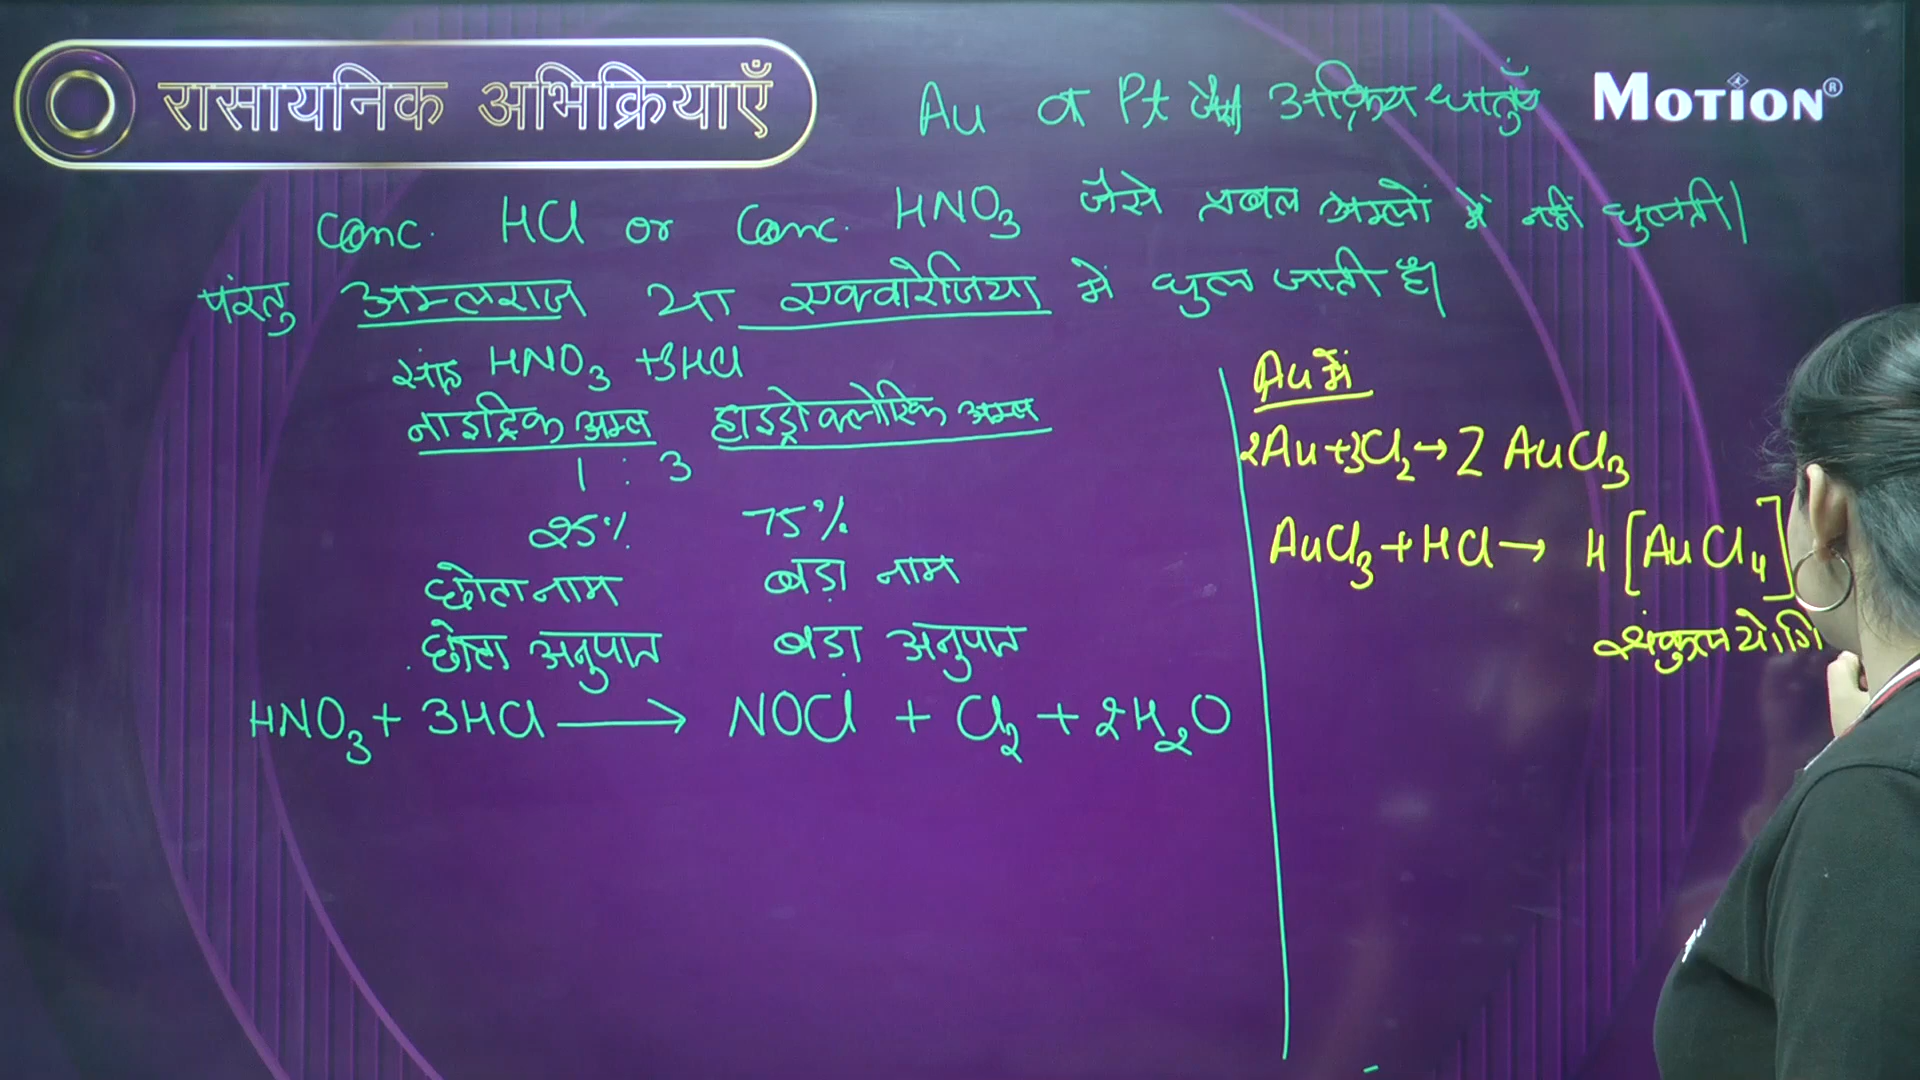 रासायनिक अभिक्रियाएँ
MOTION®
Au व Pt जैसी अक्रिय धातुएँ
Conc. HCl or Conc. HNO3 जैसे प्रबल अम्लों में नहीं घुलती।
परंतु अम्लराज या एक्वारेजिया में घुल जाती है।
सांद्र HNO3 + 3HCl
नाइट्रिक अम्ल हाइड्रोक्लोरिक अम्ल
1 : 3
25% 75%
छोटा नाम बड़ा नाम
छोटा अनुपात बड़ा अनुपात
HNO3 + 3HCl → NOCl + Cl2 + 2H2O
Au में
2Au + 3Cl2 → 2 AuCl3
AuCl3 + HCl → H [AuCl4]
संकुल योगि